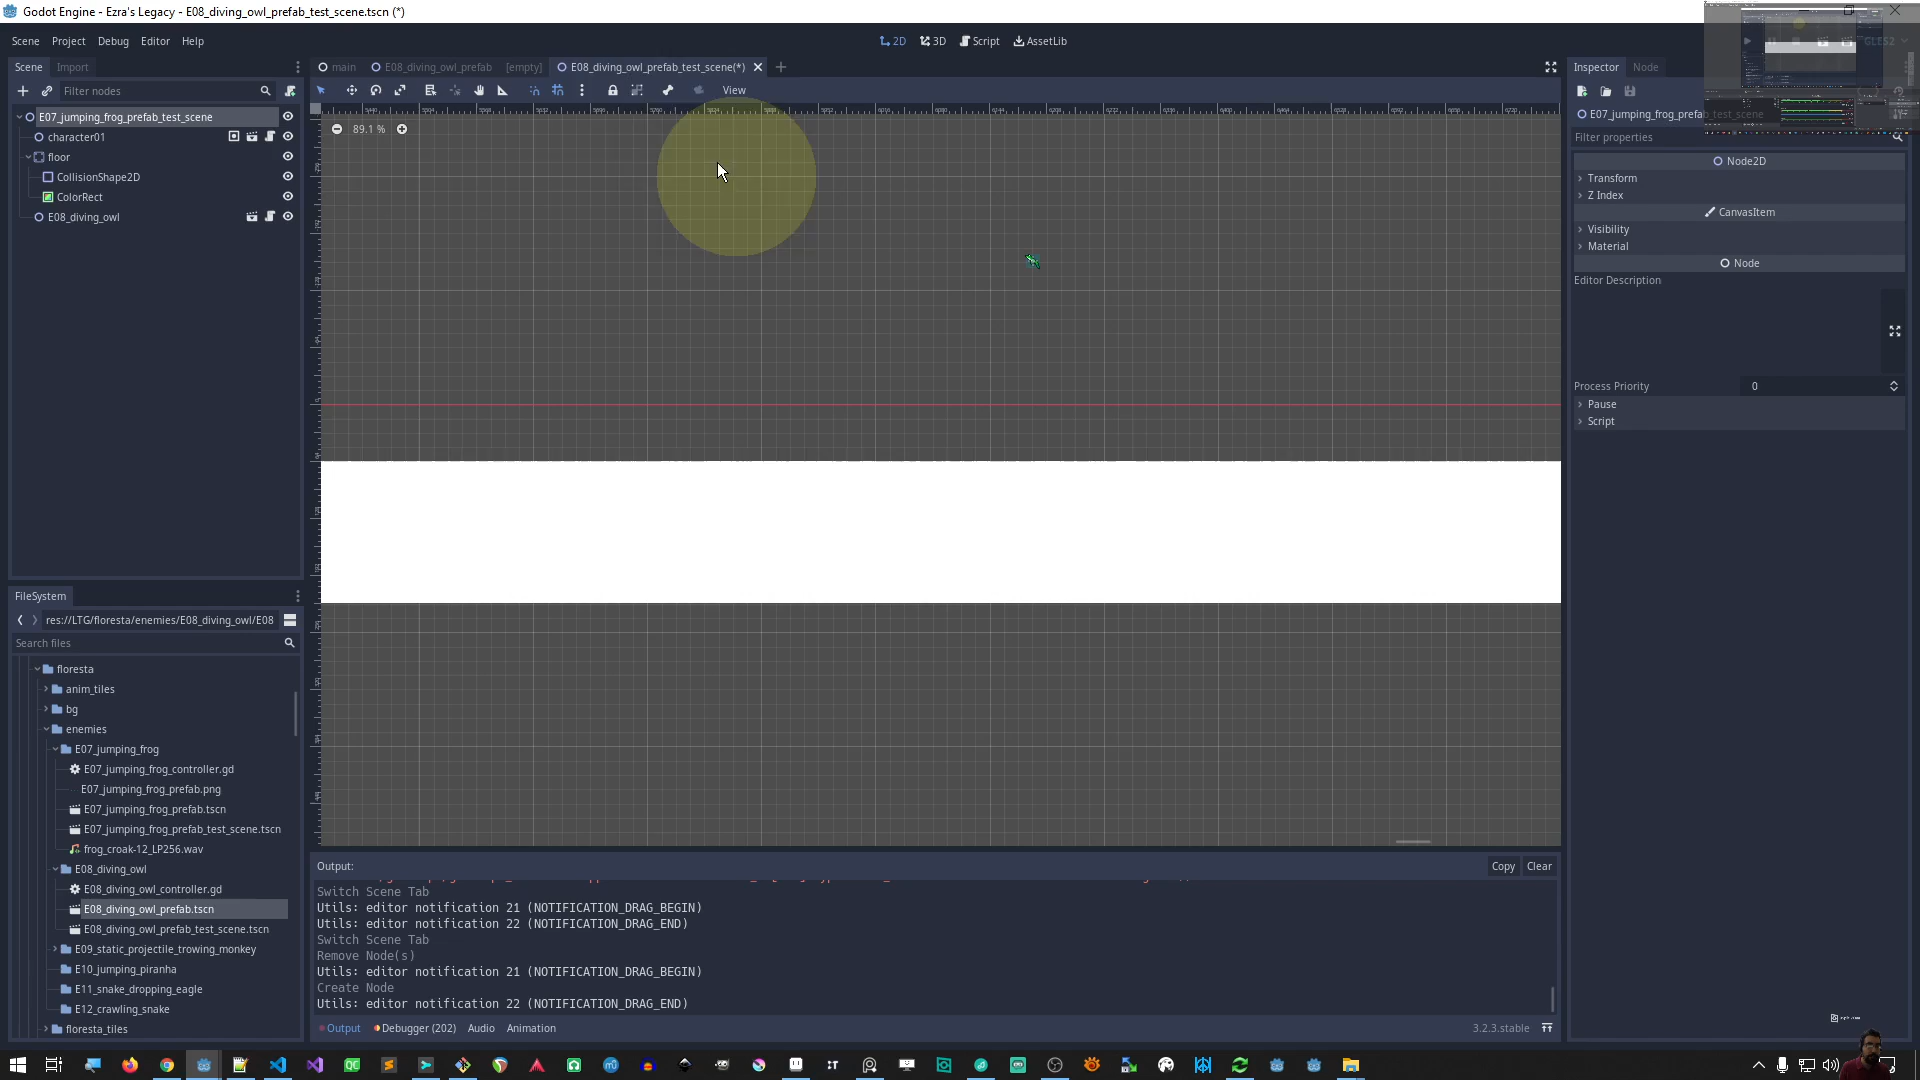 Godot Engine - Ezra's Legacy - E08_diving_owl_prefab_test_scene.tscn (*)
Scene Project Debug Editor Help
2D 3D Script AssetLib
GLES2
Scene Import
main E08_diving_owl_prefab [empty] E08_diving_owl_prefab_test_scene(*)
Inspector Node
Filter nodes
View
E07_jumping_frog_prefab_test_scene
character01
floor
CollisionShape2D
ColorRect
E08_diving_owl
89.1 %
E07_jumping_frog_prefab_test_scene
Filter properties
Node2D
Transform
Z Index
CanvasItem
Visibility
Material
Node
Editor Description
Process Priority 0
Pause
Script
FileSystem
res://LTG/floresta/enemies/E08_diving_owl/E08
Search files
floresta
anim_tiles
bg
enemies
E07_jumping_frog
E07_jumping_frog_controller.gd
E07_jumping_frog_prefab.png
E07_jumping_frog_prefab.tscn
E07_jumping_frog_prefab_test_scene.tscn
frog_croak-12_LP256.wav
E08_diving_owl
E08_diving_owl_controller.gd
E08_diving_owl_prefab.tscn
E08_diving_owl_prefab_test_scene.tscn
E09_static_projectile_trowing_monkey
E10_jumping_piranha
E11_snake_dropping_eagle
E12_crawling_snake
floresta_tiles
Output:
Copy Clear
Switch Scene Tab
Utils: editor notification 21 (NOTIFICATION_DRAG_BEGIN)
Utils: editor notification 22 (NOTIFICATION_DRAG_END)
Switch Scene Tab
Remove Node(s)
Utils: editor notification 21 (NOTIFICATION_DRAG_BEGIN)
Create Node
Utils: editor notification 22 (NOTIFICATION_DRAG_END)
Output Debugger (202) Audio Animation
3.2.3.stable